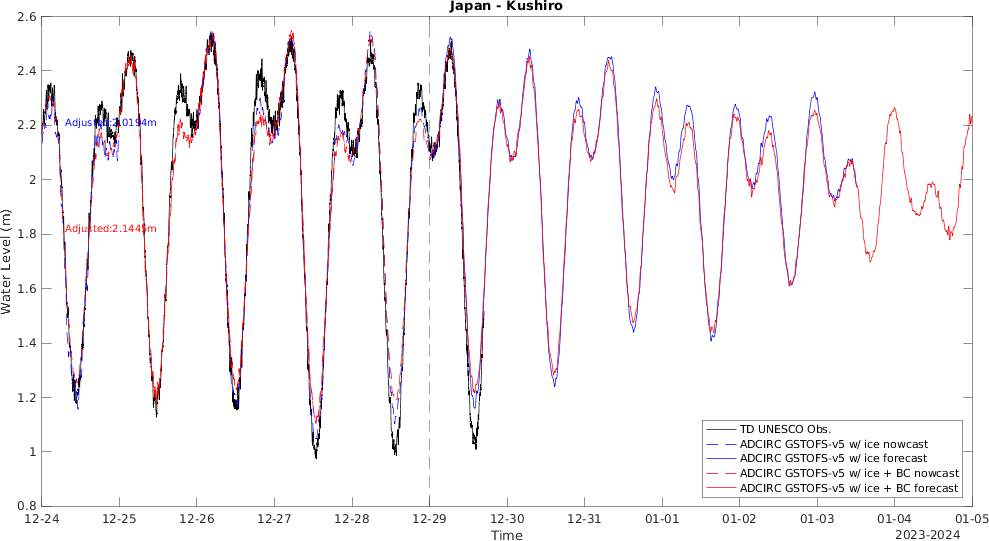 Japan - Kushiro
2.6
2.4
2.2
2
1.8
1.6
1.4
1.2
1
0.8
Water Level (m)
Adjusted:2.0194m
Adjusted:2.1445m
TD UNESCO Obs.
ADCIRC GSTOFS-v5 w/ ice nowcast
ADCIRC GSTOFS-v5 w/ ice forecast
ADCIRC GSTOFS-v5 w/ ice + BC nowcast
ADCIRC GSTOFS-v5 w/ ice + BC forecast
12-24 12-25 12-26 12-27 12-28 12-29 12-30 12-31 01-01 01-02 01-03 01-04 01-05
Time
2023-2024